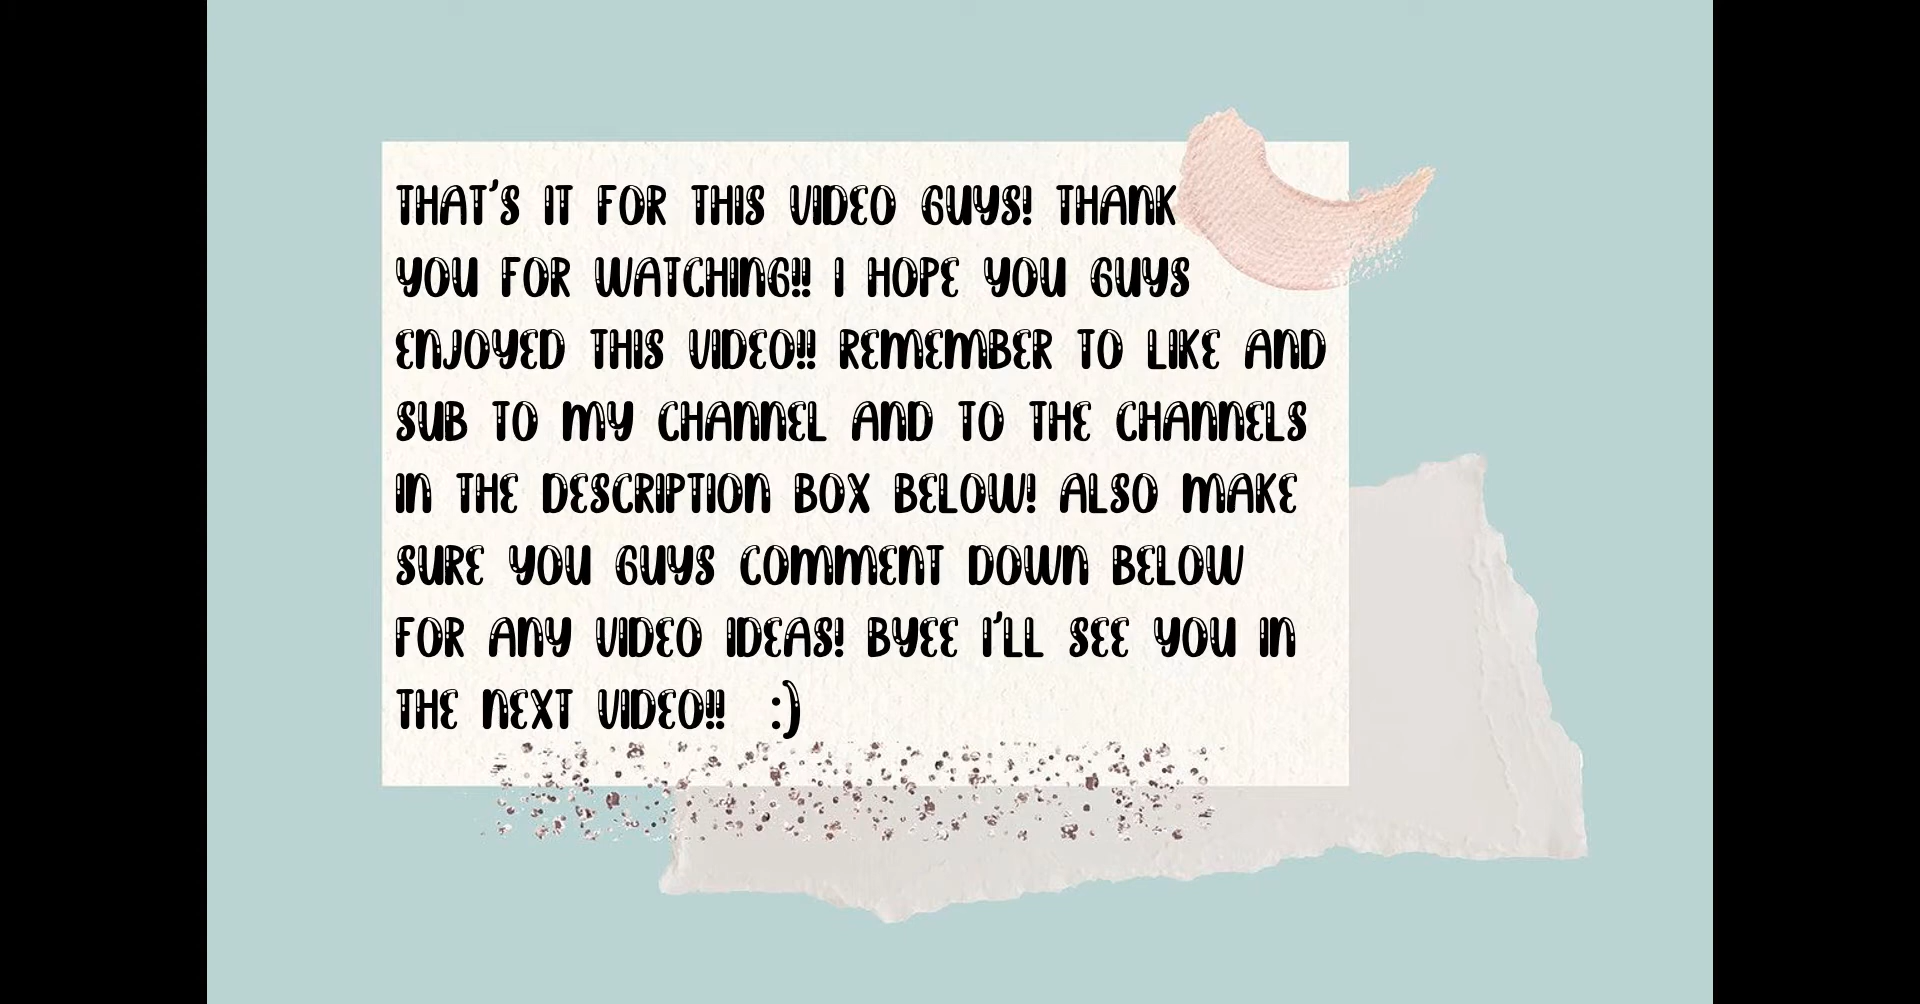 THAT'S IT FOR THIS VIDEO GUYS! THANK
YOU FOR WATCHING!! I HOPE YOU GUYS
ENJOYED THIS VIDEO!! REMEMBER TO LIKE AND
SUB TO MY CHANNEL AND TO THE CHANNELS
IN THE DESCRIPTION BOX BELOW! ALSO MAKE
SURE YOU GUYS COMMENT DOWN BELOW
FOR ANY VIDEO IDEAS! BYEE I'LL SEE YOU IN
THE NEXT VIDEO!! :)